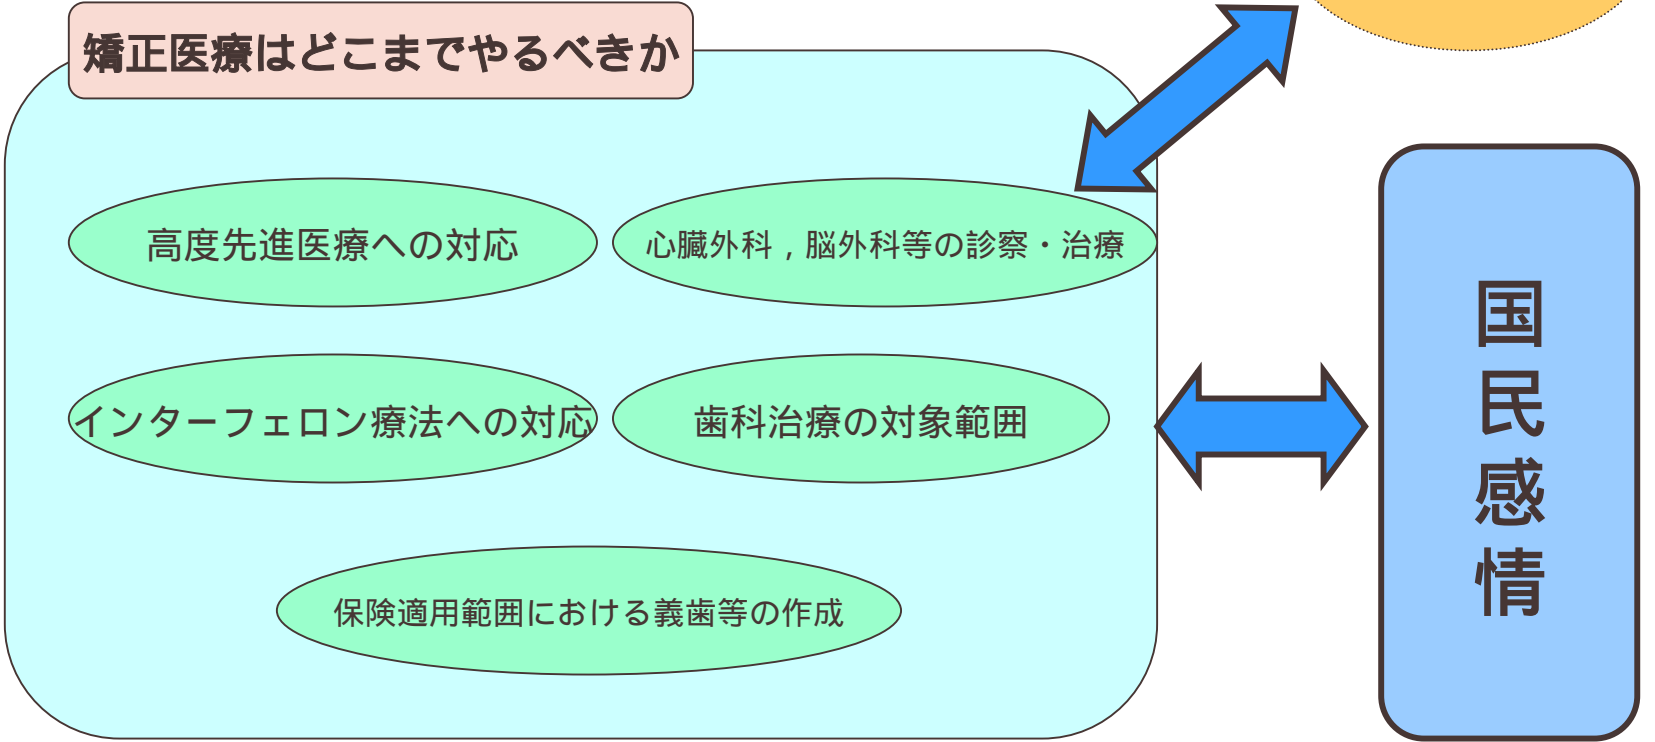 矯正医療はどこまでやるべきか
高度先進医療への対応
心臓外科，脳外科等の診察・治療
インターフェロン療法への対応
歯科治療の対象範囲
保険適用範囲における義歯等の作成
国民感情